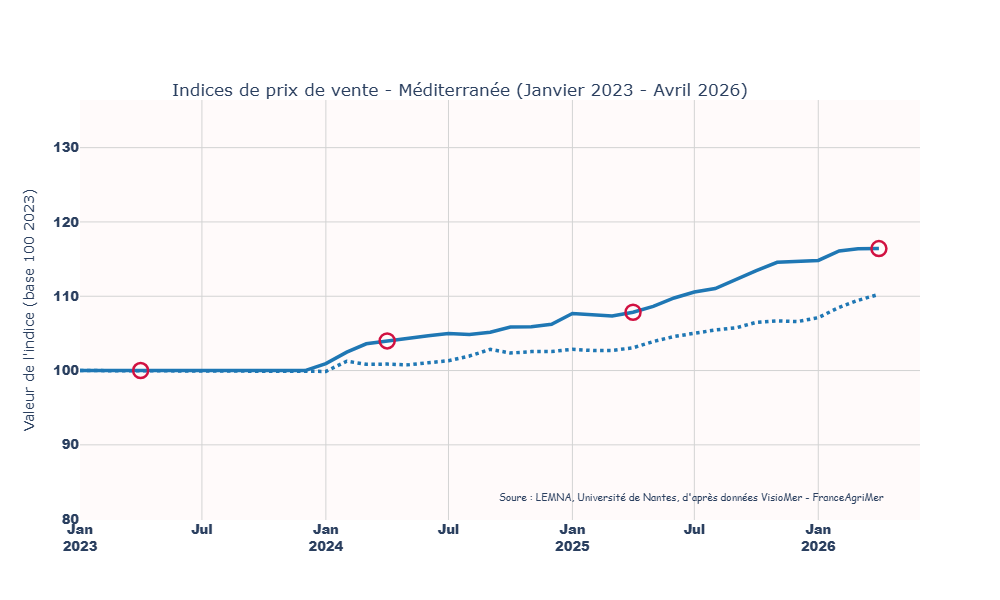 Indices de prix de vente - Méditerranée (Janvier 2023 - Avril 2026)
Valeur de l'indice (base 100 2023)
130
120
110
100
90
80
Soure : LEMNA, Université de Nantes, d'après données VisioMer - FranceAgriMer
Jan Jul Jan Jul Jan Jul Jan
2023 2024 2025 2026